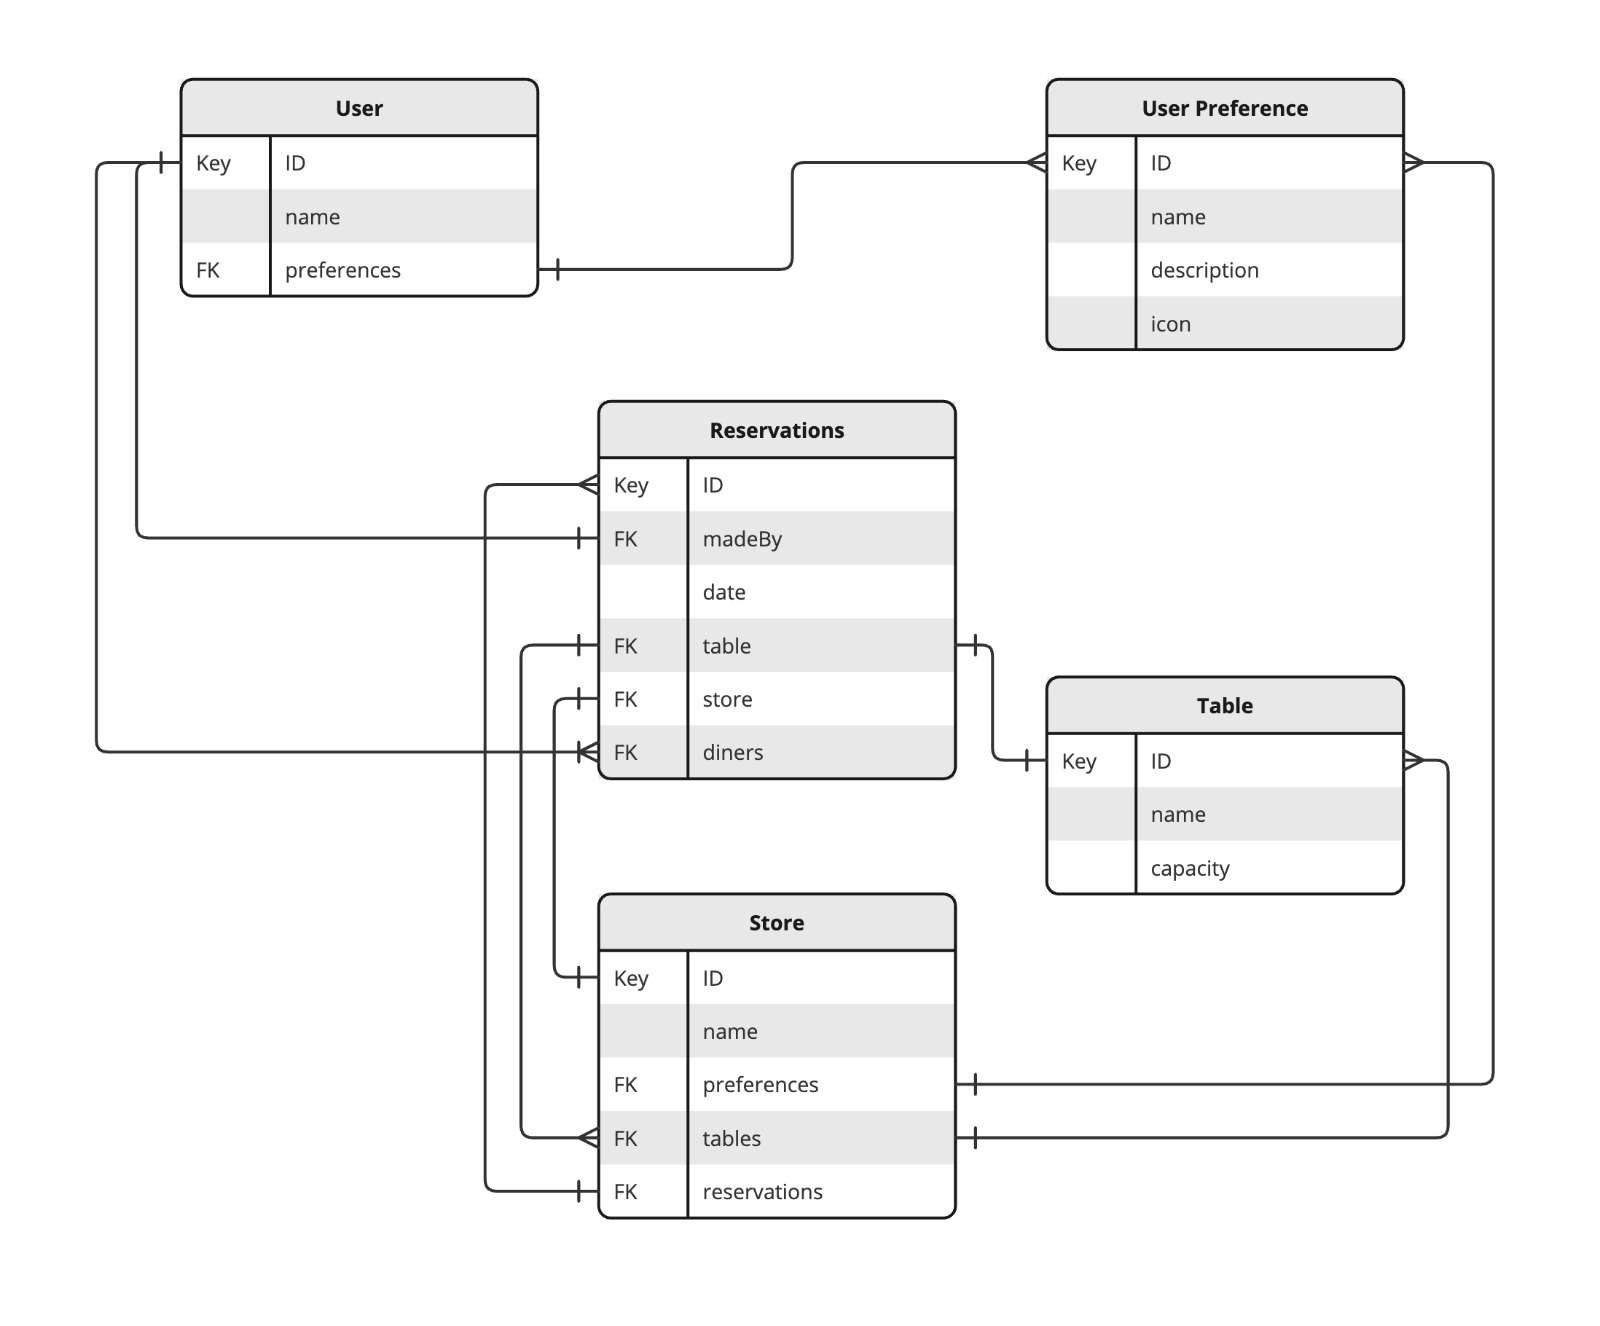 User
Key ID
name
FK preferences
User Preference
Key ID
name
description
icon
Reservations
Key ID
FK madeBy
date
FK table
FK store
FK diners
Table
Key ID
name
capacity
Store
Key ID
name
FK preferences
FK tables
FK reservations